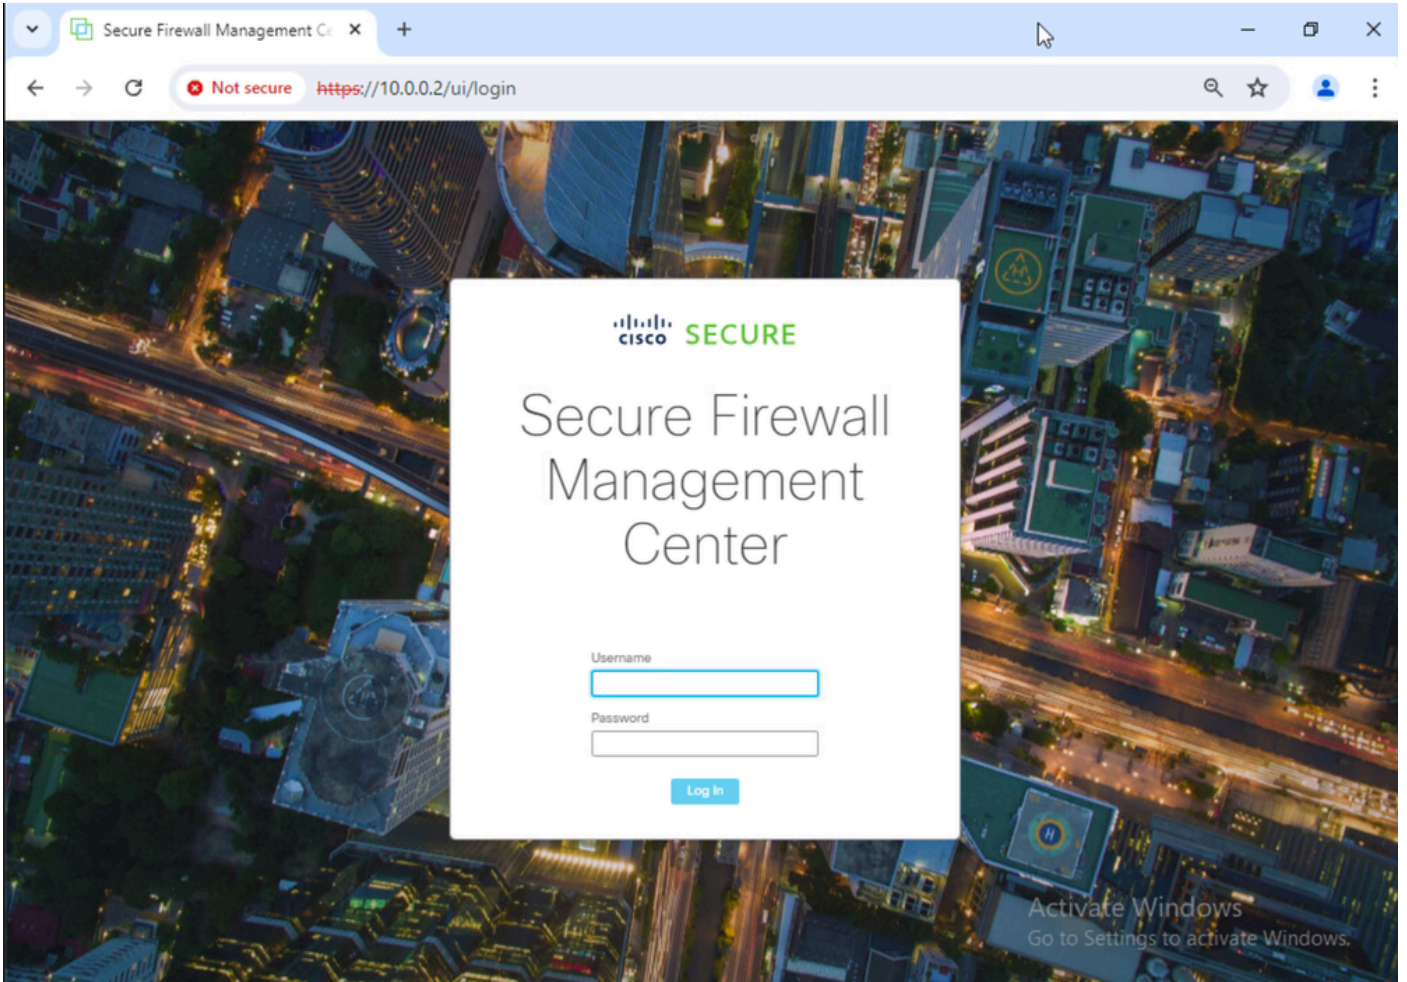 Secure Firewall Management Ce
Not secure https://10.0.0.2/ui/login
CISCO SECURE
Secure Firewall
Management
Center
Username
Password
Log In
Activate Windows
Go to Settings to activate Windows.